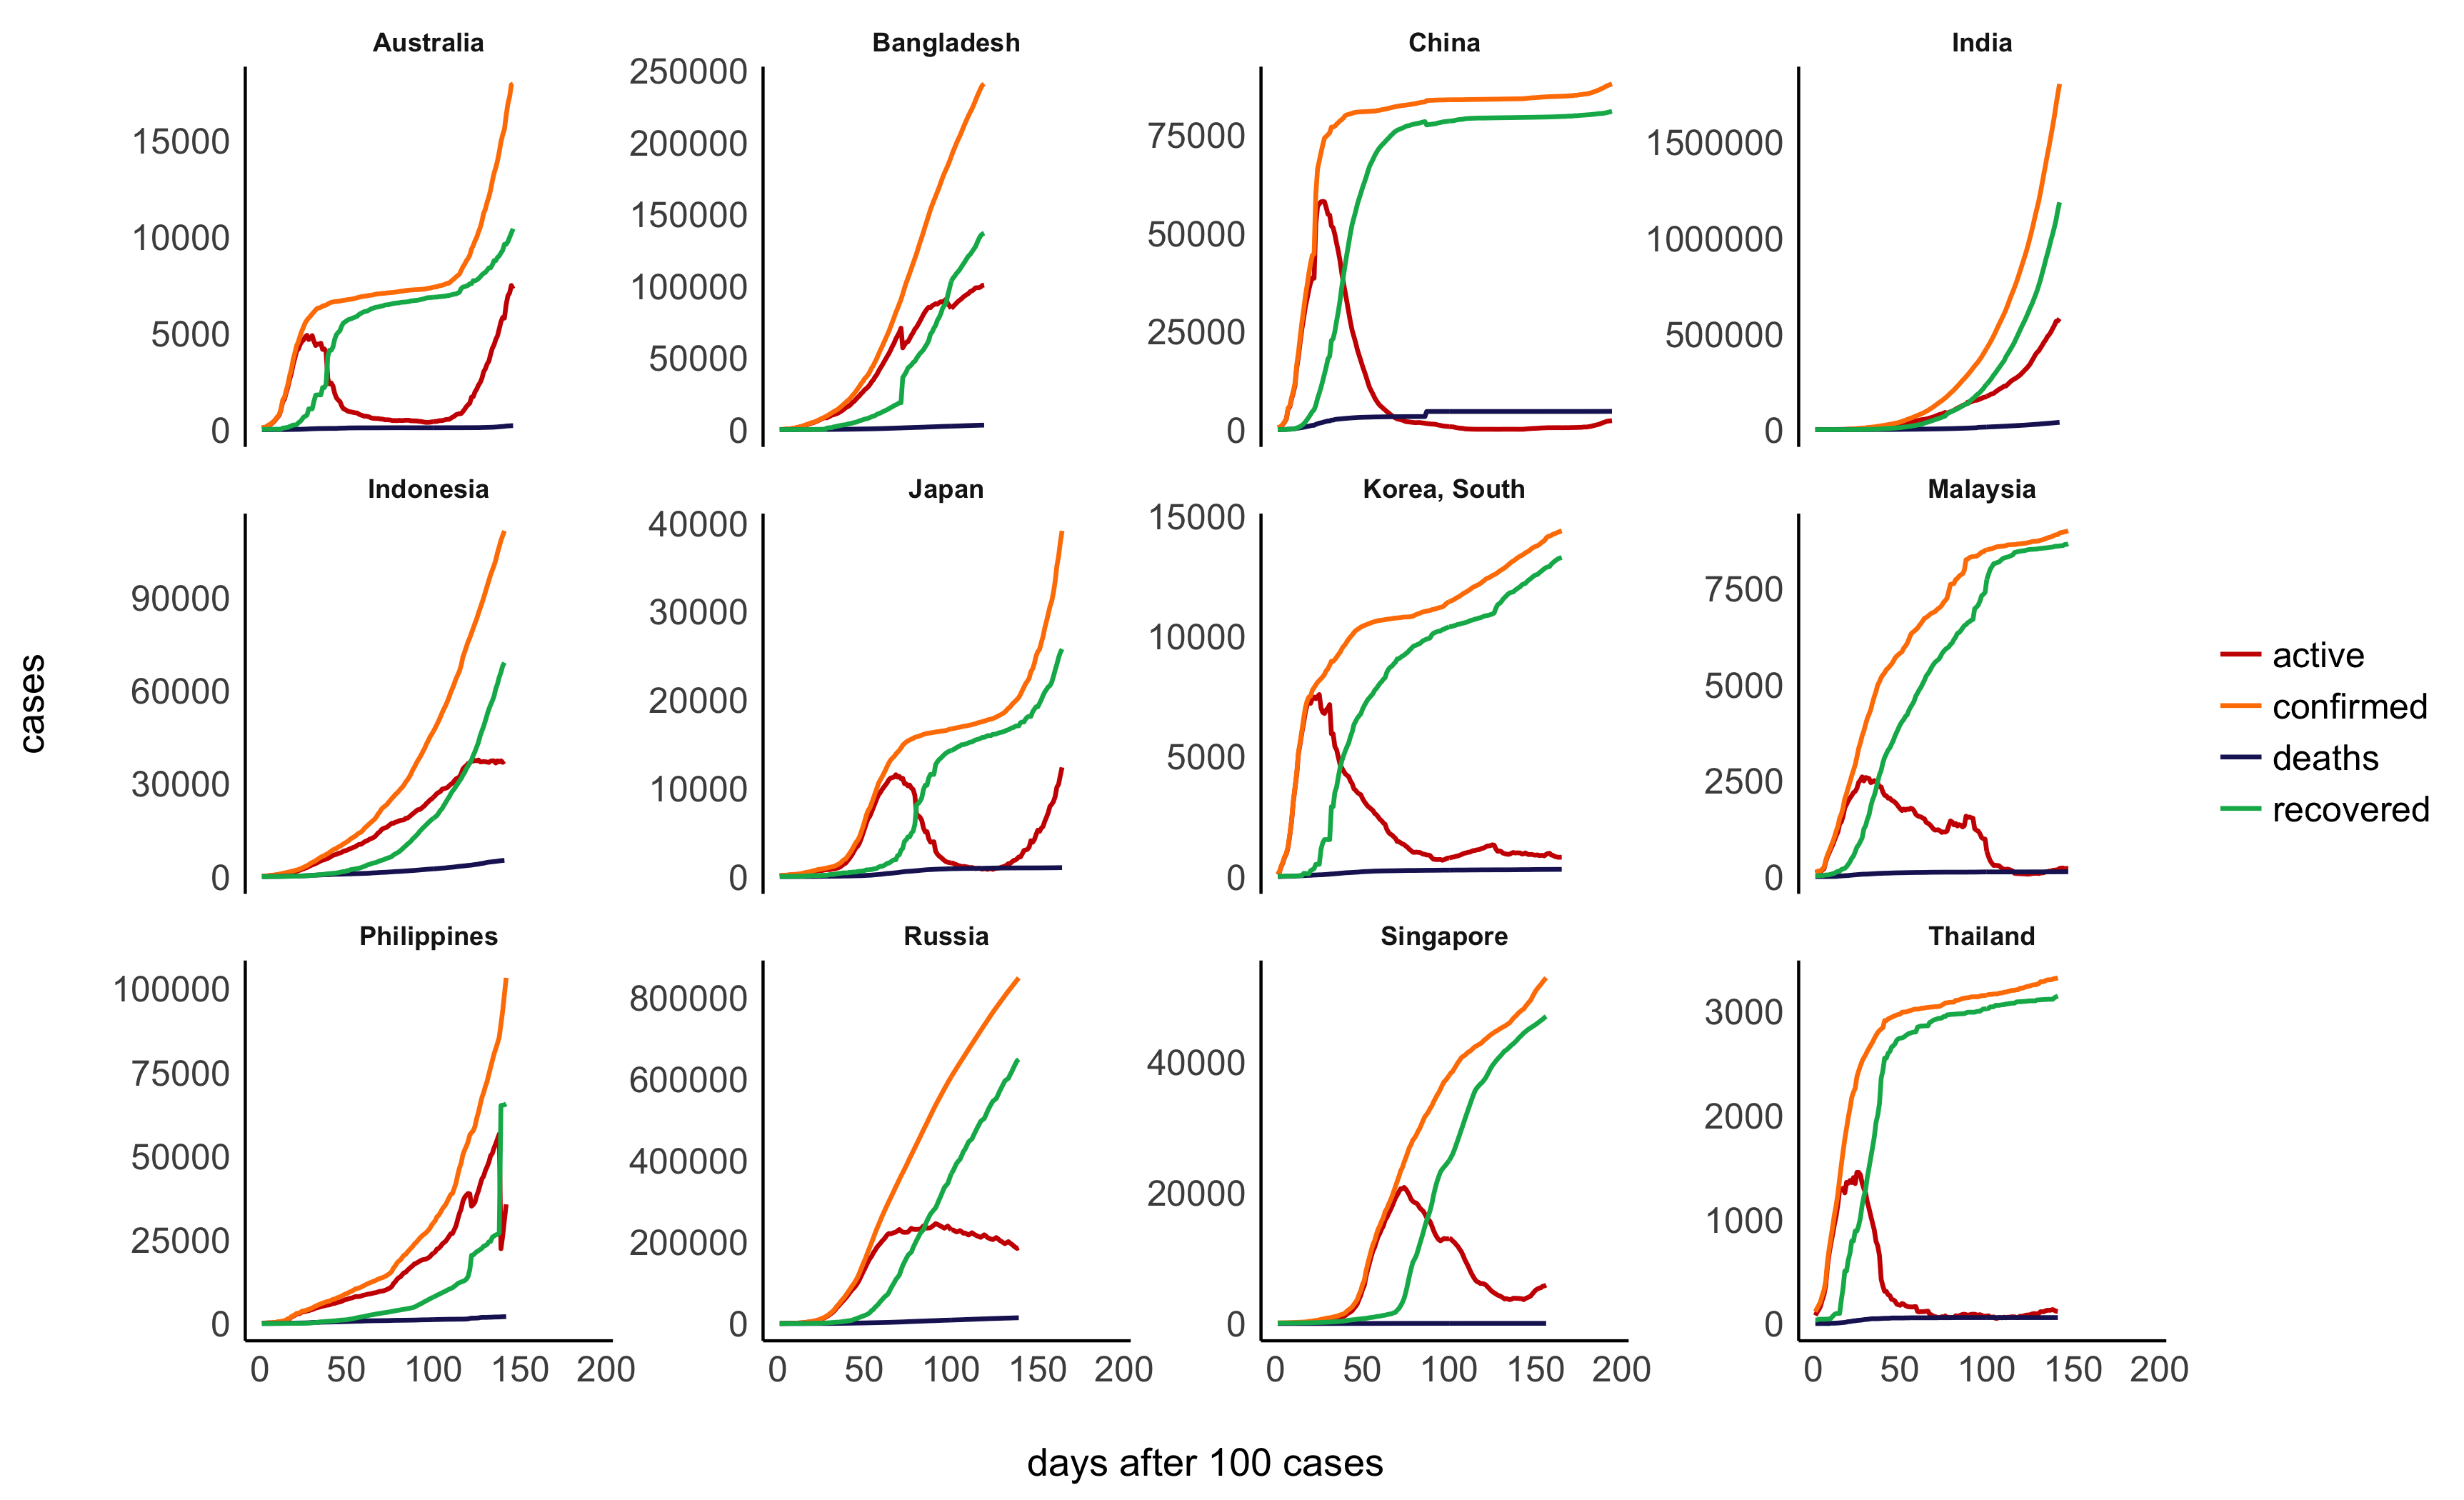 Australia
Bangladesh
China
India
15000
10000
5000
0
250000
200000
150000
100000
50000
0
75000
50000
25000
0
1500000
1000000
500000
0
Indonesia
Japan
Korea, South
Malaysia
90000
60000
30000
0
40000
30000
20000
10000
0
15000
10000
5000
0
7500
5000
2500
0
cases
active
confirmed
deaths
recovered
Philippines
Russia
Singapore
Thailand
100000
75000
50000
25000
0
800000
600000
400000
200000
0
40000
20000
0
3000
2000
1000
0
0 50 100 150 200
0 50 100 150 200
0 50 100 150 200
0 50 100 150 200
days after 100 cases